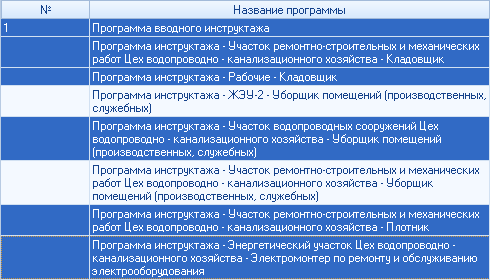 № Название программы
1 Программа вводного инструктажа
Программа инструктажа - Участок ремонтно-строительных и механических
работ Цех водопроводно - канализационного хозяйства - Кладовщик
Программа инструктажа - Рабочие - Кладовщик
Программа инструктажа - ЖЭУ-2 - Уборщик помещений (производственных,
служебных)
Программа инструктажа - Участок водопроводных сооружений Цех
водопроводно - канализационного хозяйства - Уборщик помещений
(производственных, служебных)
Программа инструктажа - Участок ремонтно-строительных и механических
работ Цех водопроводно - канализационного хозяйства - Уборщик
помещений (производственных, служебных)
Программа инструктажа - Участок ремонтно-строительных и механических
работ Цех водопроводно - канализационного хозяйства - Плотник
Программа инструктажа - Энергетический участок Цех водопроводно -
канализационного хозяйства - Электромонтер по ремонту и обслуживанию
электрооборудования